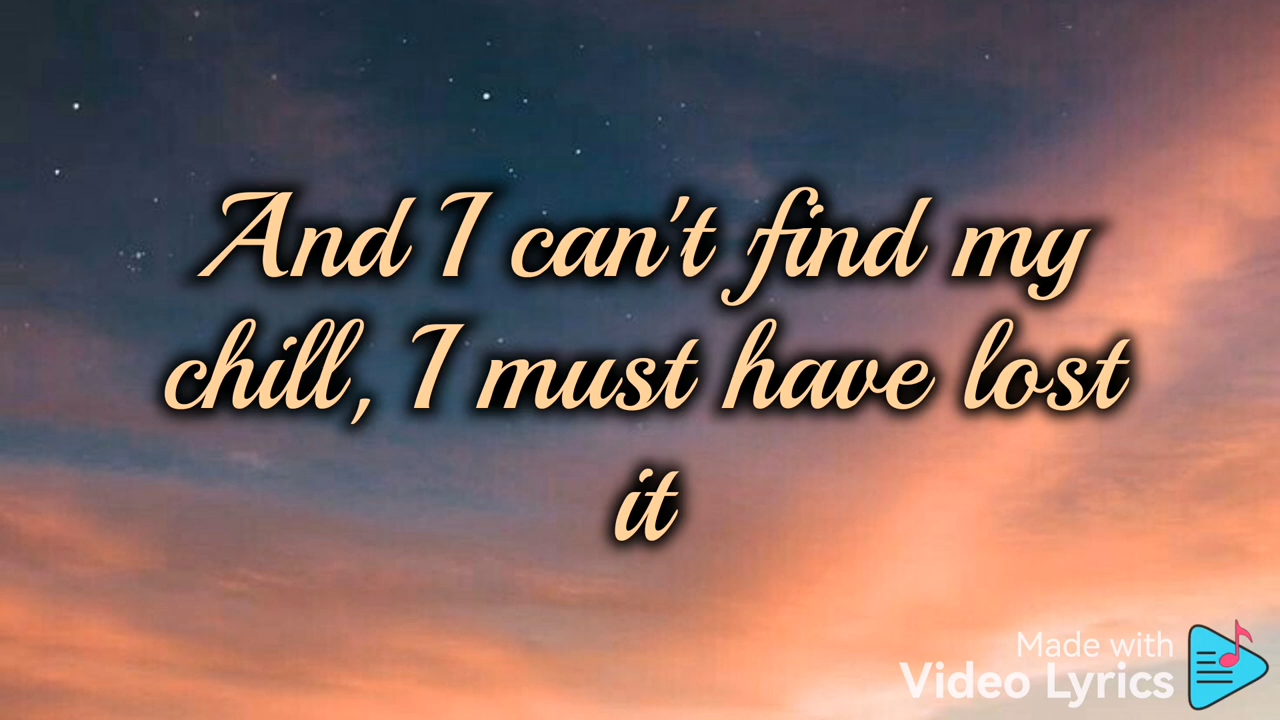 And I can't find my
chill, I must have lost
it
Made with
Video Lyrics